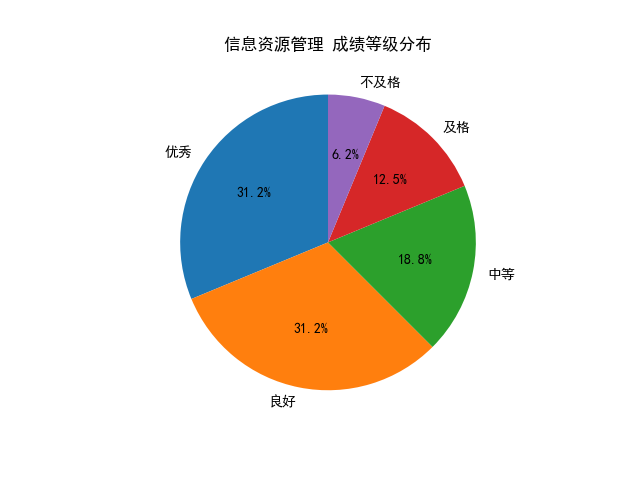 信息资源管理 成绩等级分布
不及格
及格
优秀
6.2%
12.5%
31.2%
18.8%
中等
31.2%
良好